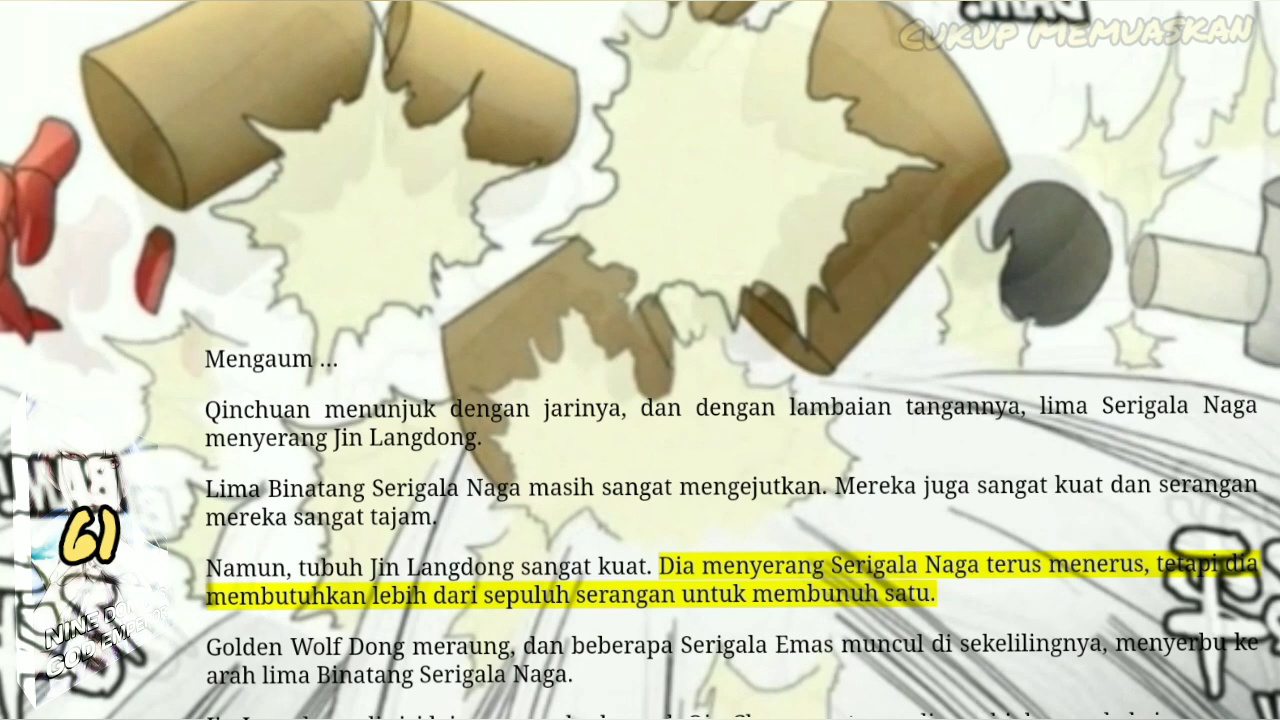 CUKUP MEMUASKAN
Mengaum ...
Qinchuan menunjuk dengan jarinya, dan dengan lambaian tangannya, lima Serigala Naga
menyerang Jin Langdong.
Lima Binatang Serigala Naga masih sangat mengejutkan. Mereka juga sangat kuat dan serangan
mereka sangat tajam.
Namun, tubuh Jin Langdong sangat kuat. Dia menyerang Serigala Naga terus menerus, tetapi dia
membutuhkan lebih dari sepuluh serangan untuk membunuh satu.
Golden Wolf Dong meraung, dan beberapa Serigala Emas muncul di sekelilingnya, menyerbu ke
arah lima Binatang Serigala Naga.
61
NINE
GOD